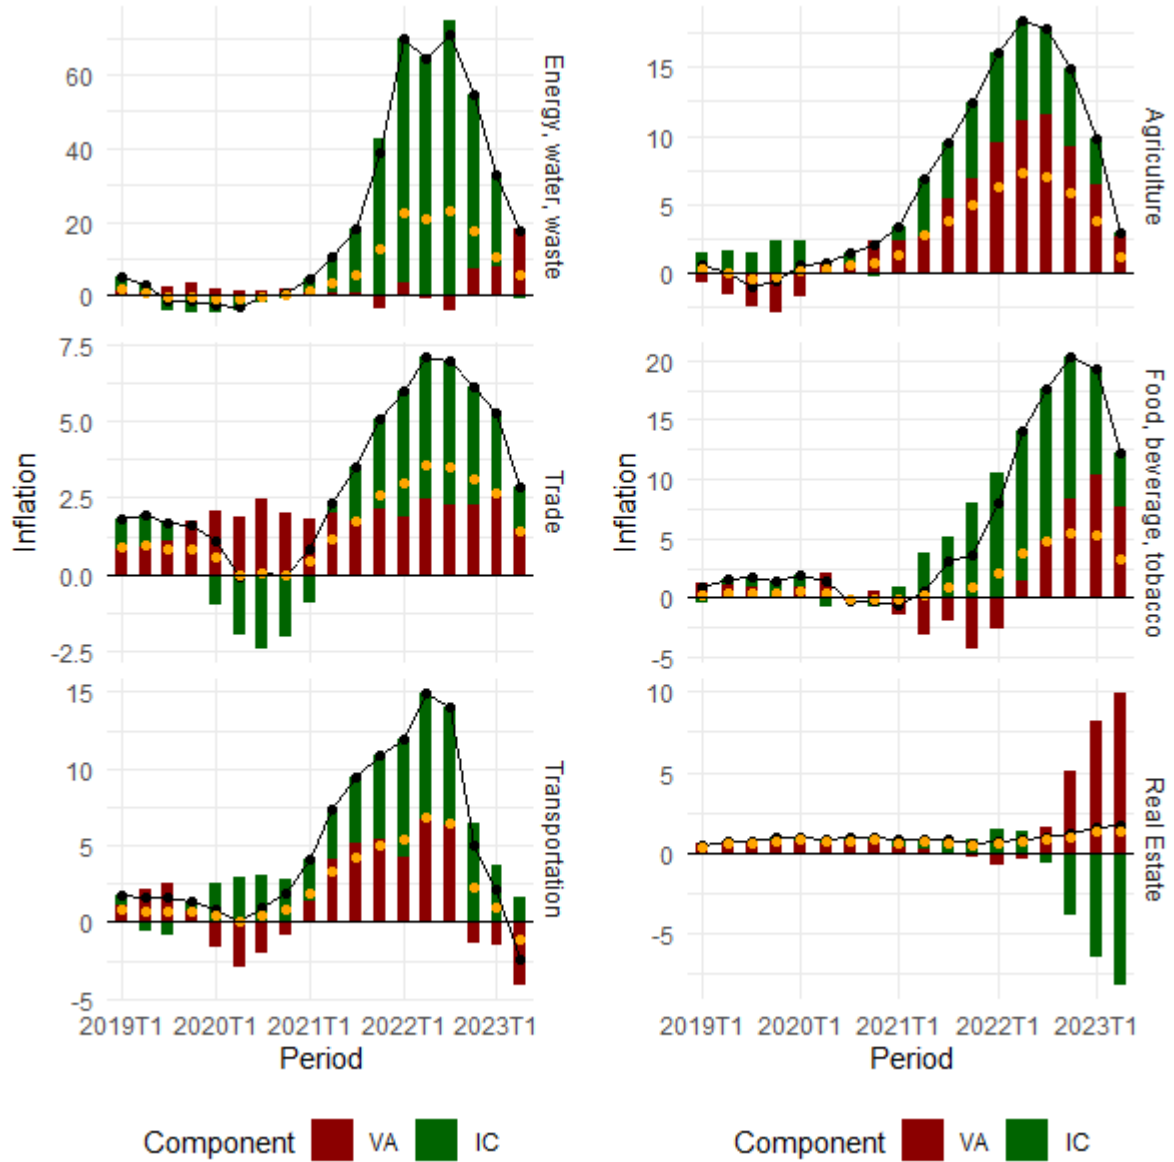 60
40
20
0
Energy, water, waste
15
10
5
0
Agriculture
7.5
5.0
2.5
0.0
-2.5
Trade
Inflation
20
15
10
5
0
-5
Food, beverage, tobacco
Inflation
15
10
5
0
-5
Transportation
10
5
0
-5
Real Estate
2019T1 2020T1 2021T1 2022T1 2023T1
Period
2019T1 2020T1 2021T1 2022T1 2023T1
Period
Component VA IC
Component VA IC